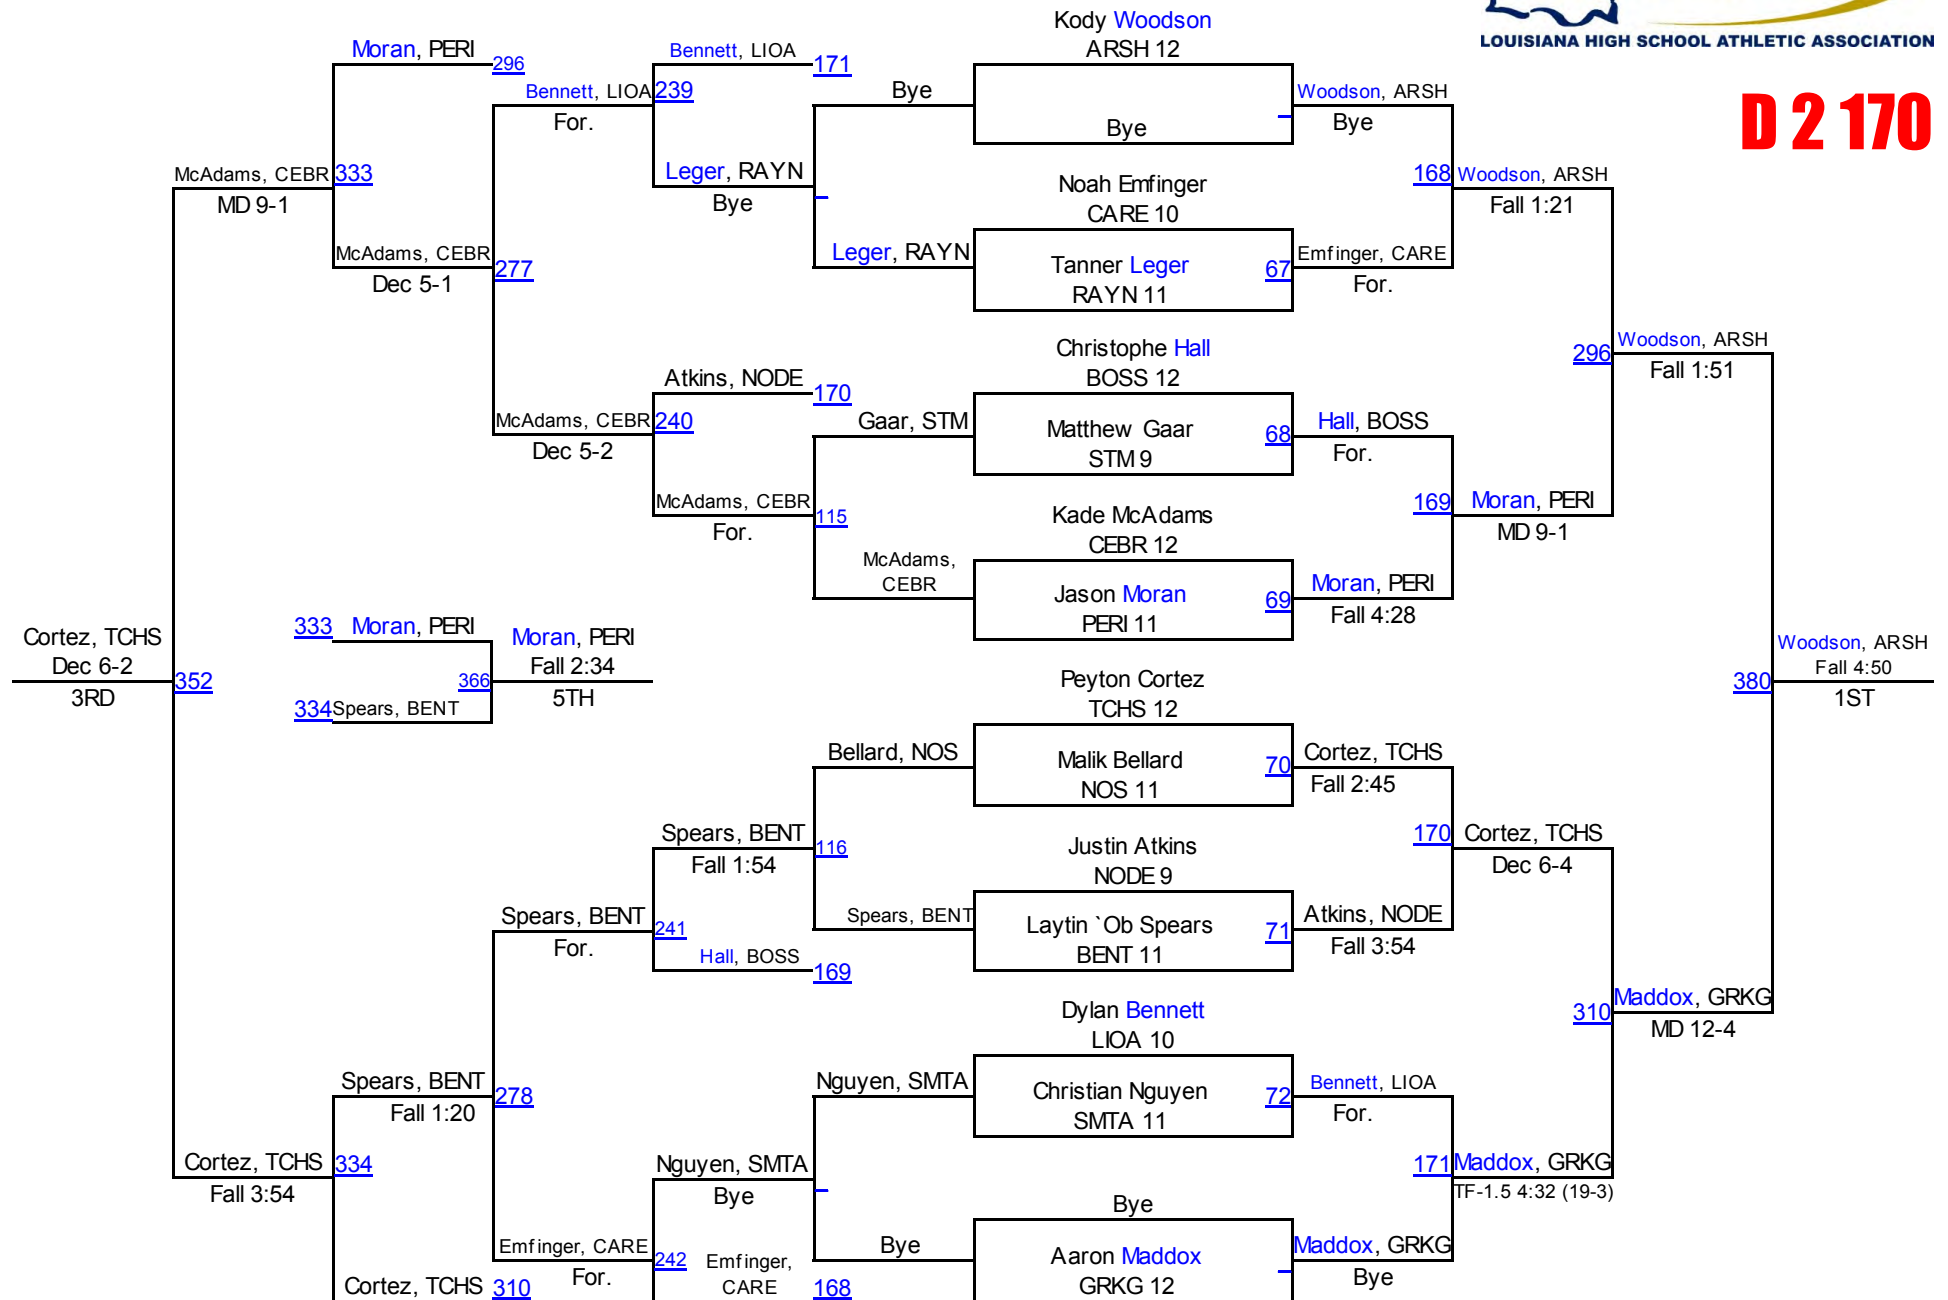 Kody Woodson
ARSH 12
LOUISIANA HIGH SCHOOL ATHLETIC ASSOCIATION
D 2 170
Moran, PERI
296
Bennett, LIOA
171
Bennett, LIOA
239
For.
Bye
Bye
Woodson, ARSH
Bye
McAdams, CEBR
333
MD 9-1
Leger, RAYN
Bye
Noah Emfinger
CARE 10
168
Woodson, ARSH
Fall 1:21
McAdams, CEBR
277
Dec 5-1
Leger, RAYN
Tanner Leger
RAYN 11
67
Emfinger, CARE
For.
Christophe Hall
BOSS 12
296
Woodson, ARSH
Fall 1:51
Atkins, NODE
170
McAdams, CEBR
240
Dec 5-2
Gaar, STM
Matthew Gaar
STM 9
68
Hall, BOSS
For.
McAdams, CEBR
115
For.
Kade McAdams
CEBR 12
169
Moran, PERI
MD 9-1
McAdams,
CEBR
Jason Moran
PERI 11
69
Moran, PERI
Fall 4:28
Cortez, TCHS
Dec 6-2
3RD
352
333
Moran, PERI
366
334
Spears, BENT
Moran, PERI
Fall 2:34
5TH
Peyton Cortez
TCHS 12
380
Woodson, ARSH
Fall 4:50
1ST
Bellard, NOS
Malik Bellard
NOS 11
70
Cortez, TCHS
Fall 2:45
Spears, BENT
116
Fall 1:54
Justin Atkins
NODE 9
170
Cortez, TCHS
Dec 6-4
Spears, BENT
241
For.
Hall, BOSS
169
Spears, BENT
Laytin `Ob Spears
BENT 11
71
Atkins, NODE
Fall 3:54
Dylan Bennett
LIOA 10
310
Maddox, GRKG
MD 12-4
Spears, BENT
278
Fall 1:20
Nguyen, SMTA
Christian Nguyen
SMTA 11
72
Bennett, LIOA
For.
Cortez, TCHS
334
Fall 3:54
Nguyen, SMTA
Bye
171
Maddox, GRKG
TF-1.5 4:32 (19-3)
Bye
Emfinger, CARE
242
For.
Emfinger,
CARE
168
Bye
Aaron Maddox
GRKG 12
Maddox, GRKG
Bye
Cortez, TCHS
310